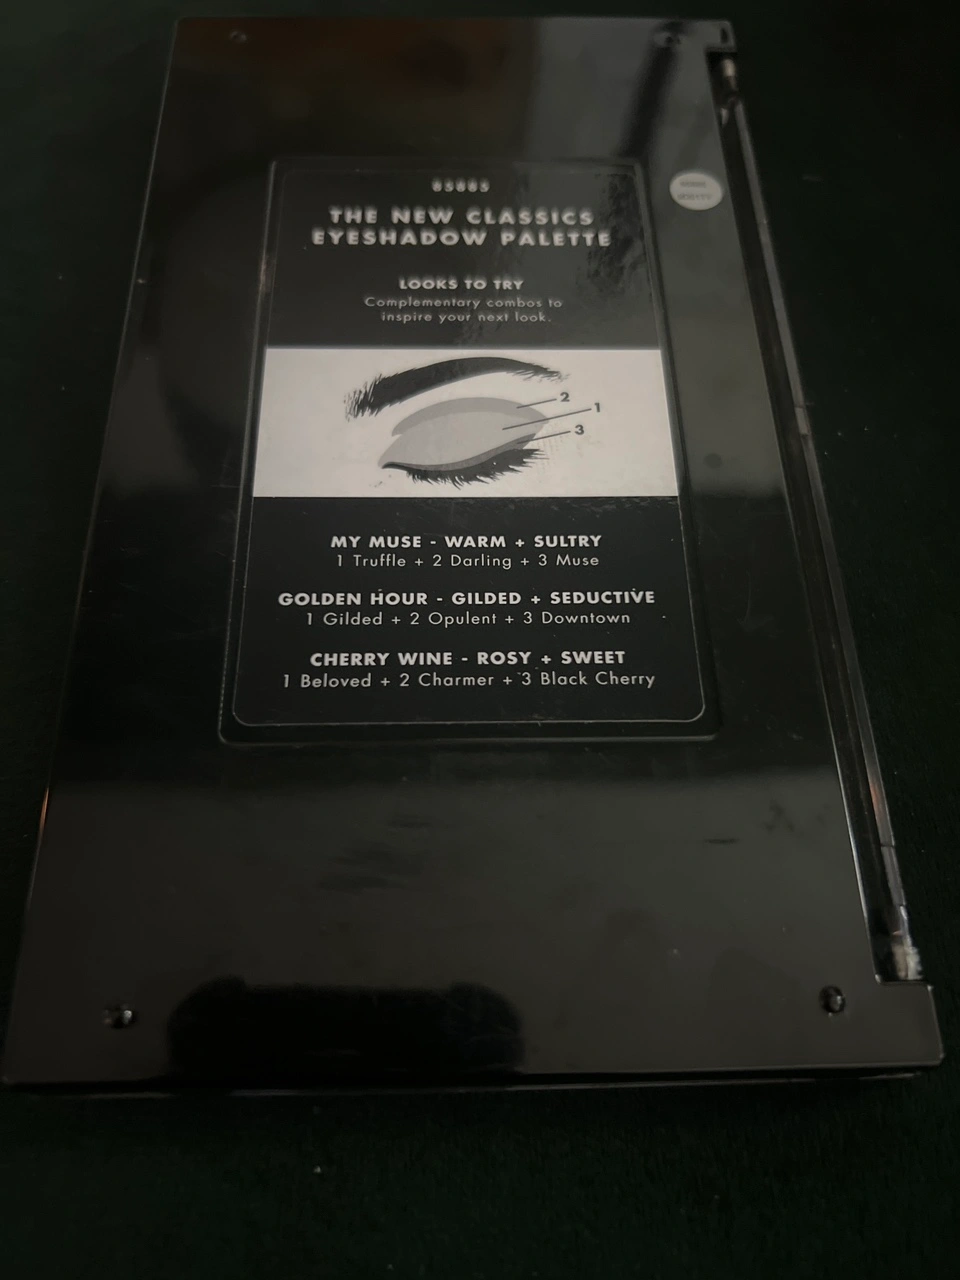 THE NEW CLASSICS
EYESHADOW PALETTE
LOOKS TO TRY
Complementary combos to
inspire your next look.
2
1
3
MY MUSE - WARM + SULTRY
1 Truffle + 2 Darling + 3 Muse
GOLDEN HOUR - GILDED + SEDUCTIVE
1 Gilded + 2 Opulent + 3 Downtown
CHERRY WINE - ROSY + SWEET
1 Beloved + 2 Charmer + 3 Black Cherry